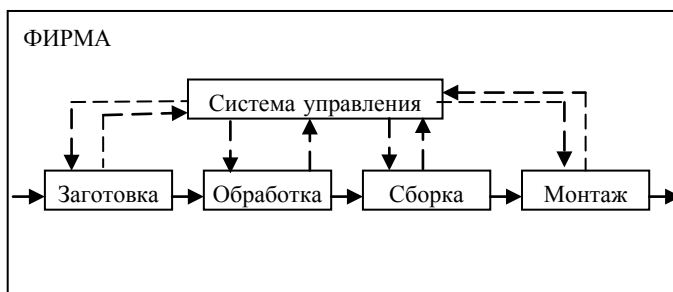 ФИРМА
Система управления
Заготовка
Обработка
Сборка
Монтаж